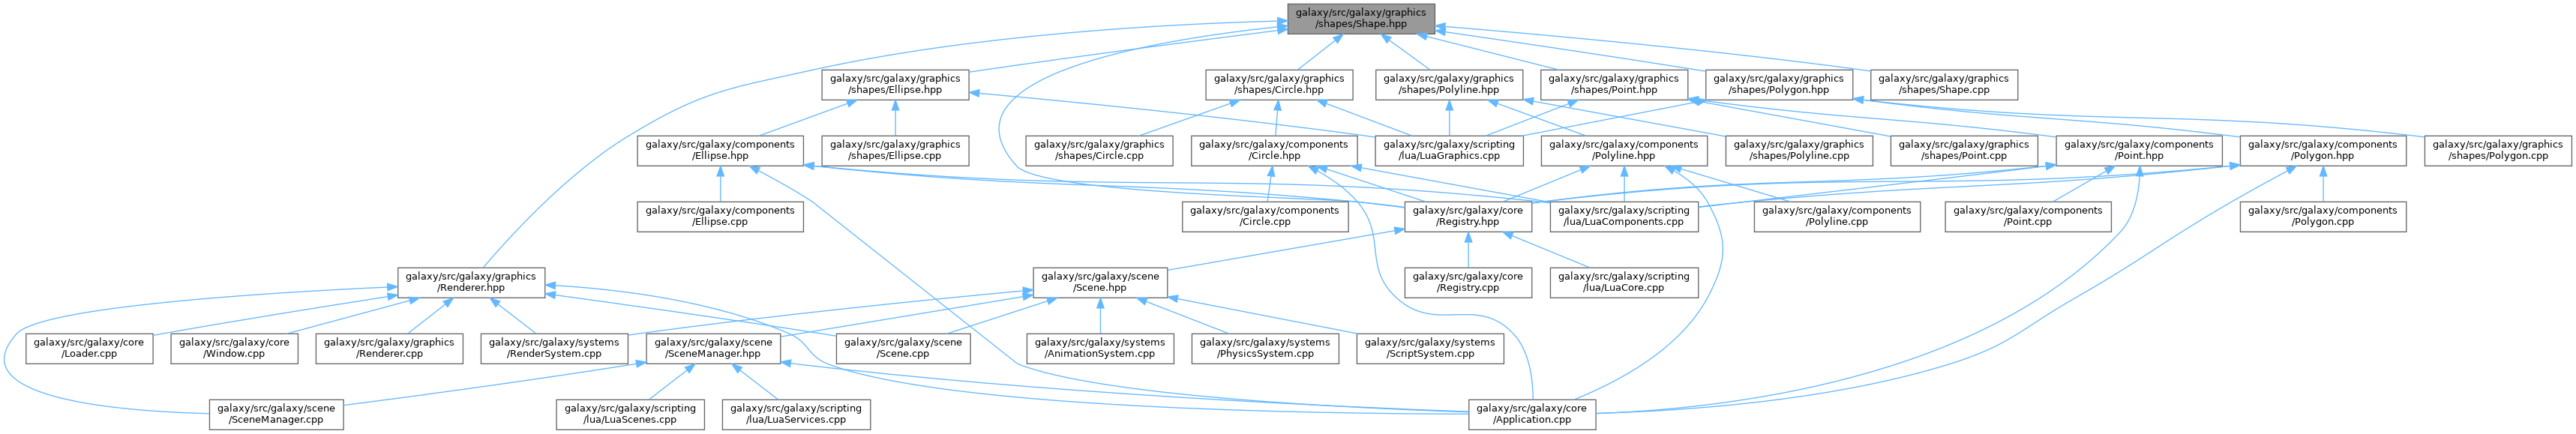 galaxy/src/galaxy/graphics
/shapes/Shape.hpp
galaxy/src/galaxy/graphics
/shapes/Ellipse.hpp
galaxy/src/galaxy/graphics
/shapes/Circle.hpp
galaxy/src/galaxy/graphics
/shapes/Polyline.hpp
galaxy/src/galaxy/graphics
/shapes/Point.hpp
galaxy/src/galaxy/graphics
/shapes/Polygon.hpp
galaxy/src/galaxy/graphics
/shapes/Shape.cpp
galaxy/src/galaxy/components
/Ellipse.hpp
galaxy/src/galaxy/graphics
/shapes/Ellipse.cpp
galaxy/src/galaxy/graphics
/shapes/Circle.cpp
galaxy/src/galaxy/components
/Circle.hpp
galaxy/src/galaxy/scripting
/lua/LuaGraphics.cpp
galaxy/src/galaxy/components
/Polyline.hpp
galaxy/src/galaxy/graphics
/shapes/Polyline.cpp
galaxy/src/galaxy/graphics
/shapes/Point.cpp
galaxy/src/galaxy/components
/Point.hpp
galaxy/src/galaxy/components
/Polygon.hpp
galaxy/src/galaxy/graphics
/shapes/Polygon.cpp
galaxy/src/galaxy/components
/Ellipse.cpp
galaxy/src/galaxy/components
/Circle.cpp
galaxy/src/galaxy/core
/Registry.hpp
galaxy/src/galaxy/scripting
/lua/LuaComponents.cpp
galaxy/src/galaxy/components
/Polyline.cpp
galaxy/src/galaxy/components
/Point.cpp
galaxy/src/galaxy/components
/Polygon.cpp
galaxy/src/galaxy/graphics
/Renderer.hpp
galaxy/src/galaxy/scene
/Scene.hpp
galaxy/src/galaxy/core
/Registry.cpp
galaxy/src/galaxy/scripting
/lua/LuaCore.cpp
galaxy/src/galaxy/core
/Loader.cpp
galaxy/src/galaxy/core
/Window.cpp
galaxy/src/galaxy/graphics
/Renderer.cpp
galaxy/src/galaxy/systems
/RenderSystem.cpp
galaxy/src/galaxy/scene
/SceneManager.hpp
galaxy/src/galaxy/scene
/Scene.cpp
galaxy/src/galaxy/systems
/AnimationSystem.cpp
galaxy/src/galaxy/systems
/PhysicsSystem.cpp
galaxy/src/galaxy/systems
/ScriptSystem.cpp
galaxy/src/galaxy/scene
/SceneManager.cpp
galaxy/src/galaxy/scripting
/lua/LuaScenes.cpp
galaxy/src/galaxy/scripting
/lua/LuaServices.cpp
galaxy/src/galaxy/core
/Application.cpp